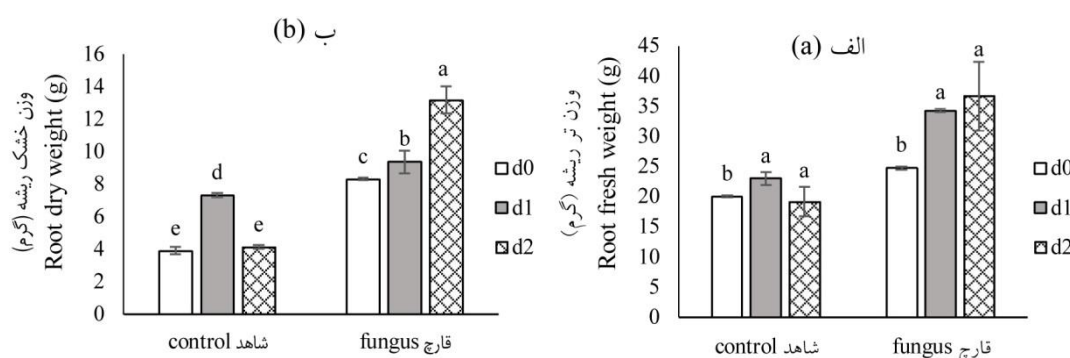 ب (b)
وزن خشک ریشه (گرم)
Root dry weight (g)
16
14
12
10
8
6
4
2
0
e
d
e
c
b
a
control شاهد
fungus قارچ
d0
d1
d2
الف (a)
وزن تر ریشه (گرم)
Root fresh weight (g)
45
40
35
30
25
20
15
10
5
0
b
a
a
b
a
a
control شاهد
fungus قارچ
d0
d1
d2